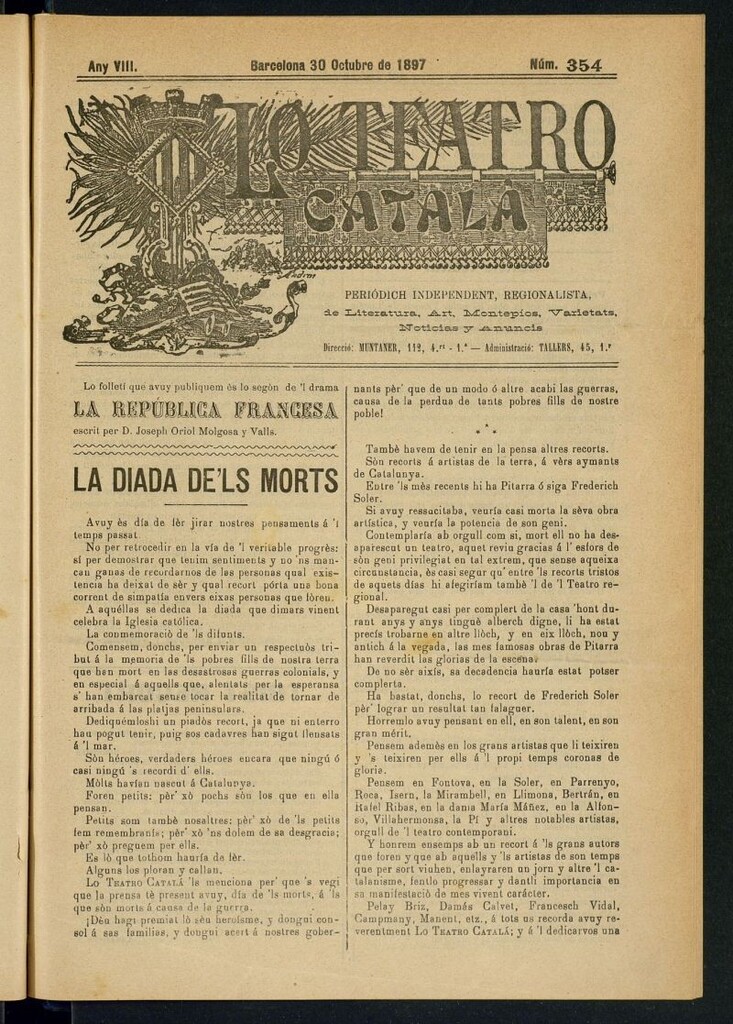 Any VIII.
Barcelona 30 Octubre de 1897
Núm. 354
LO TEATRO
CATALÁ
PERIÓDICH INDEPENDENT, REGIONALISTA,
de Literatura, Art, Montepíos, Varietats,
Noticias y Anuncis
Direcció: MUNTANER, 112, 4.rt - 1.ª — Administració: TALLERS, 45, 1.r
Lo folletí que avuy publiquem ès lo segón de 'l drama
LA REPÚBLICA FRANCESA
escrit per D. Joseph Oriol Molgosa y Valls.
LA DIADA DE'LS MORTS
Avuy ès día de fèr jirar nostres pensaments á 'l
temps passat.
No per retrocedir en la vía de 'l veritable progrès:
sí per demostrar que tenim sentiments y no 'ns man-
can ganas de recordarnos de las personas qual exis-
tencia ha deixat de sèr y qual recort pórta una bona
corrent de simpatía envers eixas personas que fòren.
A aquéllas se dedica la diada que dimars vinent
celebra la Iglesia católica.
La conmemoració de 'ls difunts.
Comensem, donchs, per enviar un respectuòs tri-
but á la memoria de 'ls pobres fills de nostra terra
que han mort en las desastrosas guerras colonials, y
en especial á aquells que, alentats per la esperansa
s' han embarcat sense tocar la realitat de tornar de
arribada á las platjas peninsulars.
Dediquémloshi un piadòs recort, ja que ni enterro
han pogut tenir, puig sos cadavres han sigut llensats
á 'l mar.
Són héroes, verdaders héroes encara que ningú ó
casi ningú 's recordi d' ells.
Mólts havían nascut á Catalunya.
Foren petits: pèr' xò pochs són los que en ella
pensan.
Petits som també nosaltres: pèr' xò de 'ls petits
fem remembransa; pèr' xò 'ns dolem de sa desgracia;
pèr' xò preguem per ells.
Es lò que tothom hauría de fèr.
Alguns los ploran y callan.
Lo Teatro Catalá 'ls menciona per' que 's vegi
que la prensa tè present avuy, día de 'ls morts, á 'ls
que són morts á causa de la guerra.
¡Déu hagi premiat lò sèu heroisme, y dongui con-
sol á sas familias, y dongui acert á nostres gober-
nants pèr' que de un modo ó altre acabi las guerras,
causa de la perdua de tants pobres fills de nostre
poble!
* * *
Tambè havem de tenir en la pensa altres recorts.
Són recorts á artistas de la terra, á vèrs aymants
de Catalunya.
Entre 'ls mès recents hi ha Pitarra ó siga Frederich
Soler.
Si avuy ressucitaba, veuría casi morta la sèva obra
artística, y veuría la potencia de son geni.
Contemplaría ab orgull com si, mort ell no ha des-
aparescut un teatro, aquet reviu gracias á l' esfors de
són geni privilegiat en tal extrem, que sense aqueixa
circunstancia, ès casi segur qu' entre 'ls recorts tristos
de aquets días hi afegiríam també 'l de 'l Teatro re-
gional.
Desaparegut casi per complert de la casa 'hont du-
rant anys y anys tingué alberch digne, li ha estat
precís trobarne en altre llòch, y en eix llòch, nou y
antich á la vegada, las mes famosas obras de Pitarra
han reverdit las glorias de la escena.
De no sèr aixís, sa decadencia hauría estat potser
complerta.
Ha bastat, donchs, lo recort de Frederich Soler
pèr' lograr un resultat tan falaguer.
Horremlo avuy pensant en ell, en son talent, en son
gran mérit.
Pensem ademès en los grans artistas que li teixiren
y 's teixiren per ells á 'l propi temps coronas de
gloria.
Pensem en Fontova, en la Soler, en Parrenyo,
Roca, Isern, la Mirambell, en Llimona, Bertrán, en
Rafel Ribas, en la dama María Máñez, en la Alfon-
so, Villahermosa, la Pí y altres notables artistas,
orgull de 'l teatro contemporani.
Y honrem ensemps ab un recort á 'ls grans autors
que foren y que ab aquells y 'ls artistas de son temps
que per sort viuhen, enlayraren un jorn y altre 'l ca-
talanisme, fentlo progressar y dantli importancia en
sa manifestació de mes vivent carácter.
Pelay Briz, Damás Calvet, Francesch Vidal,
Campmany, Manent, etc., á tots us recorda avuy re-
verentment Lo Teatro Catalá; y á 'l dedicarvos una